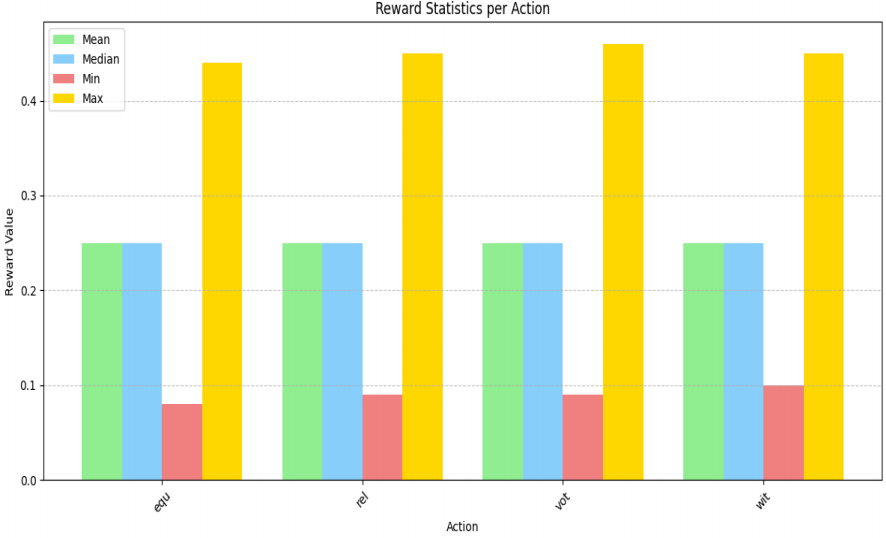 Reward Statistics per Action
Mean
Median
Min
Max
Reward Value
0.4
0.3
0.2
0.1
0.0
equ
rel
vot
wit
Action